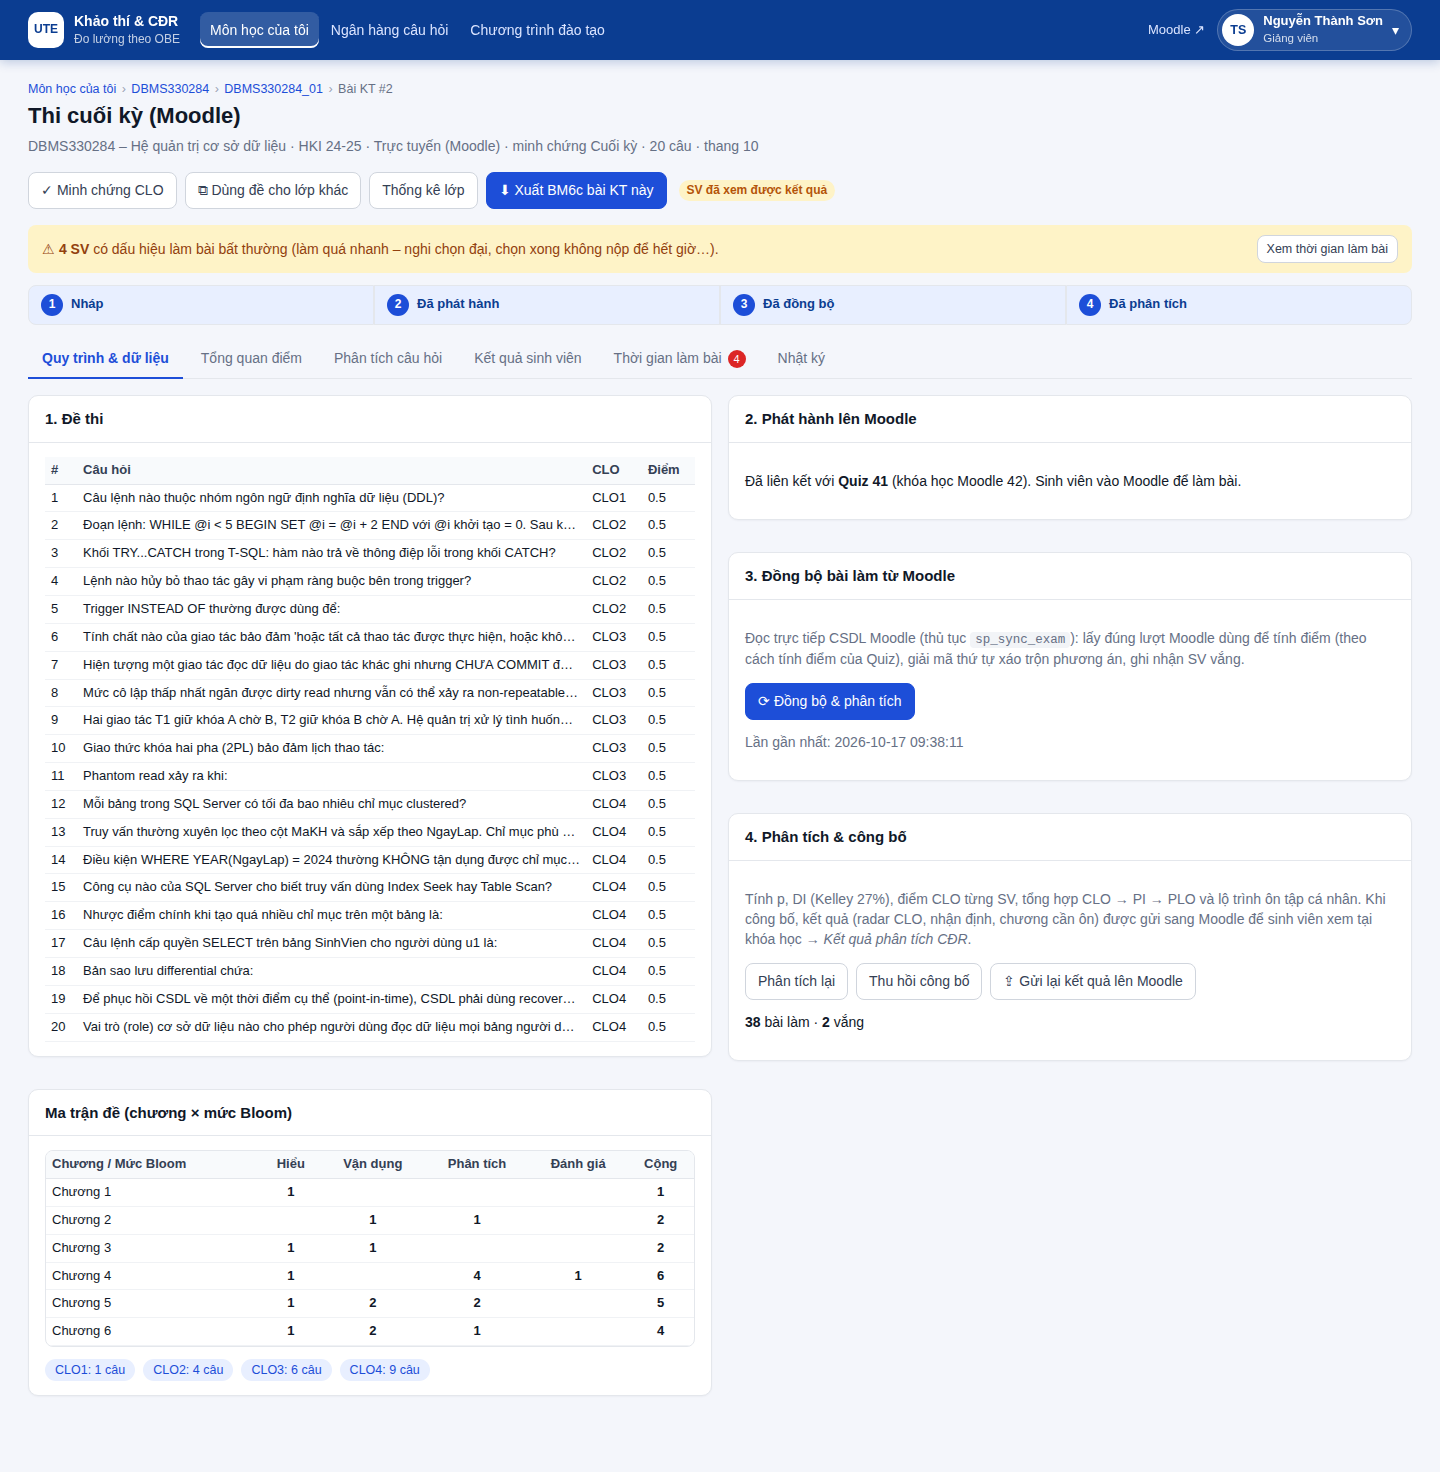 UTE
Khảo thí & CĐR
Đo lường theo OBE
Môn học của tôi
Ngân hàng câu hỏi
Chương trình đào tạo
Moodle ↗
TS
Nguyễn Thành Sơn
Giảng viên
▾
Môn học của tôi › DBMS330284 › DBMS330284_01 › Bài KT #2
Thi cuối kỳ (Moodle)
DBMS330284 – Hệ quản trị cơ sở dữ liệu · HKI 24-25 · Trực tuyến (Moodle) · minh chứng Cuối kỳ · 20 câu · thang 10
✓ Minh chứng CLO
⧉ Dùng đề cho lớp khác
Thống kê lớp
⬇ Xuất BM6c bài KT này
SV đã xem được kết quả
⚠ 4 SV có dấu hiệu làm bài bất thường (làm quá nhanh – nghi chọn đại, chọn xong không nộp để hết giờ…).
Xem thời gian làm bài
1 Nháp
2 Đã phát hành
3 Đã đồng bộ
4 Đã phân tích
Quy trình & dữ liệu
Tổng quan điểm
Phân tích câu hỏi
Kết quả sinh viên
Thời gian làm bài 4
Nhật ký
1. Đề thi
# Câu hỏi CLO Điểm
1 Câu lệnh nào thuộc nhóm ngôn ngữ định nghĩa dữ liệu (DDL)? CLO1 0.5
2 Đoạn lệnh: WHILE @i < 5 BEGIN SET @i = @i + 2 END với @i khởi tạo = 0. Sau k… CLO2 0.5
3 Khối TRY...CATCH trong T-SQL: hàm nào trả về thông điệp lỗi trong khối CATCH? CLO2 0.5
4 Lệnh nào hủy bỏ thao tác gây vi phạm ràng buộc bên trong trigger? CLO2 0.5
5 Trigger INSTEAD OF thường được dùng để: CLO2 0.5
6 Tính chất nào của giao tác bảo đảm 'hoặc tất cả thao tác được thực hiện, hoặc khô… CLO3 0.5
7 Hiện tượng một giao tác đọc dữ liệu do giao tác khác ghi nhưng CHƯA COMMIT đ… CLO3 0.5
8 Mức cô lập thấp nhất ngăn được dirty read nhưng vẫn có thể xảy ra non-repeatable… CLO3 0.5
9 Hai giao tác T1 giữ khóa A chờ B, T2 giữ khóa B chờ A. Hệ quản trị xử lý tình huốn… CLO3 0.5
10 Giao thức khóa hai pha (2PL) bảo đảm lịch thao tác: CLO3 0.5
11 Phantom read xảy ra khi: CLO3 0.5
12 Mỗi bảng trong SQL Server có tối đa bao nhiêu chỉ mục clustered? CLO4 0.5
13 Truy vấn thường xuyên lọc theo cột MaKH và sắp xếp theo NgayLap. Chỉ mục phù … CLO4 0.5
14 Điều kiện WHERE YEAR(NgayLap) = 2024 thường KHÔNG tận dụng được chỉ mục… CLO4 0.5
15 Công cụ nào của SQL Server cho biết truy vấn dùng Index Seek hay Table Scan? CLO4 0.5
16 Nhược điểm chính khi tạo quá nhiều chỉ mục trên một bảng là: CLO4 0.5
17 Câu lệnh cấp quyền SELECT trên bảng SinhVien cho người dùng u1 là: CLO4 0.5
18 Bản sao lưu differential chứa: CLO4 0.5
19 Để phục hồi CSDL về một thời điểm cụ thể (point-in-time), CSDL phải dùng recover… CLO4 0.5
20 Vai trò (role) cơ sở dữ liệu nào cho phép người dùng đọc dữ liệu mọi bảng người d… CLO4 0.5
2. Phát hành lên Moodle
Đã liên kết với Quiz 41 (khóa học Moodle 42). Sinh viên vào Moodle để làm bài.
3. Đồng bộ bài làm từ Moodle
Đọc trực tiếp CSDL Moodle (thủ tục sp_sync_exam): lấy đúng lượt Moodle dùng để tính điểm (theo
cách tính điểm của Quiz), giải mã thứ tự xáo trộn phương án, ghi nhận SV vắng.
⟳ Đồng bộ & phân tích
Lần gần nhất: 2026-10-17 09:38:11
4. Phân tích & công bố
Tính p, DI (Kelley 27%), điểm CLO từng SV, tổng hợp CLO → PI → PLO và lộ trình ôn tập cá nhân. Khi
công bố, kết quả (radar CLO, nhận định, chương cần ôn) được gửi sang Moodle để sinh viên xem tại
khóa học → Kết quả phân tích CĐR.
Phân tích lại
Thu hồi công bố
⇪ Gửi lại kết quả lên Moodle
38 bài làm · 2 vắng
Ma trận đề (chương × mức Bloom)
Chương / Mức Bloom Hiểu Vận dụng Phân tích Đánh giá Cộng
Chương 1 1 1
Chương 2 1 1 2
Chương 3 1 1 2
Chương 4 1 4 1 6
Chương 5 1 2 2 5
Chương 6 1 2 1 4
CLO1: 1 câu
CLO2: 4 câu
CLO3: 6 câu
CLO4: 9 câu